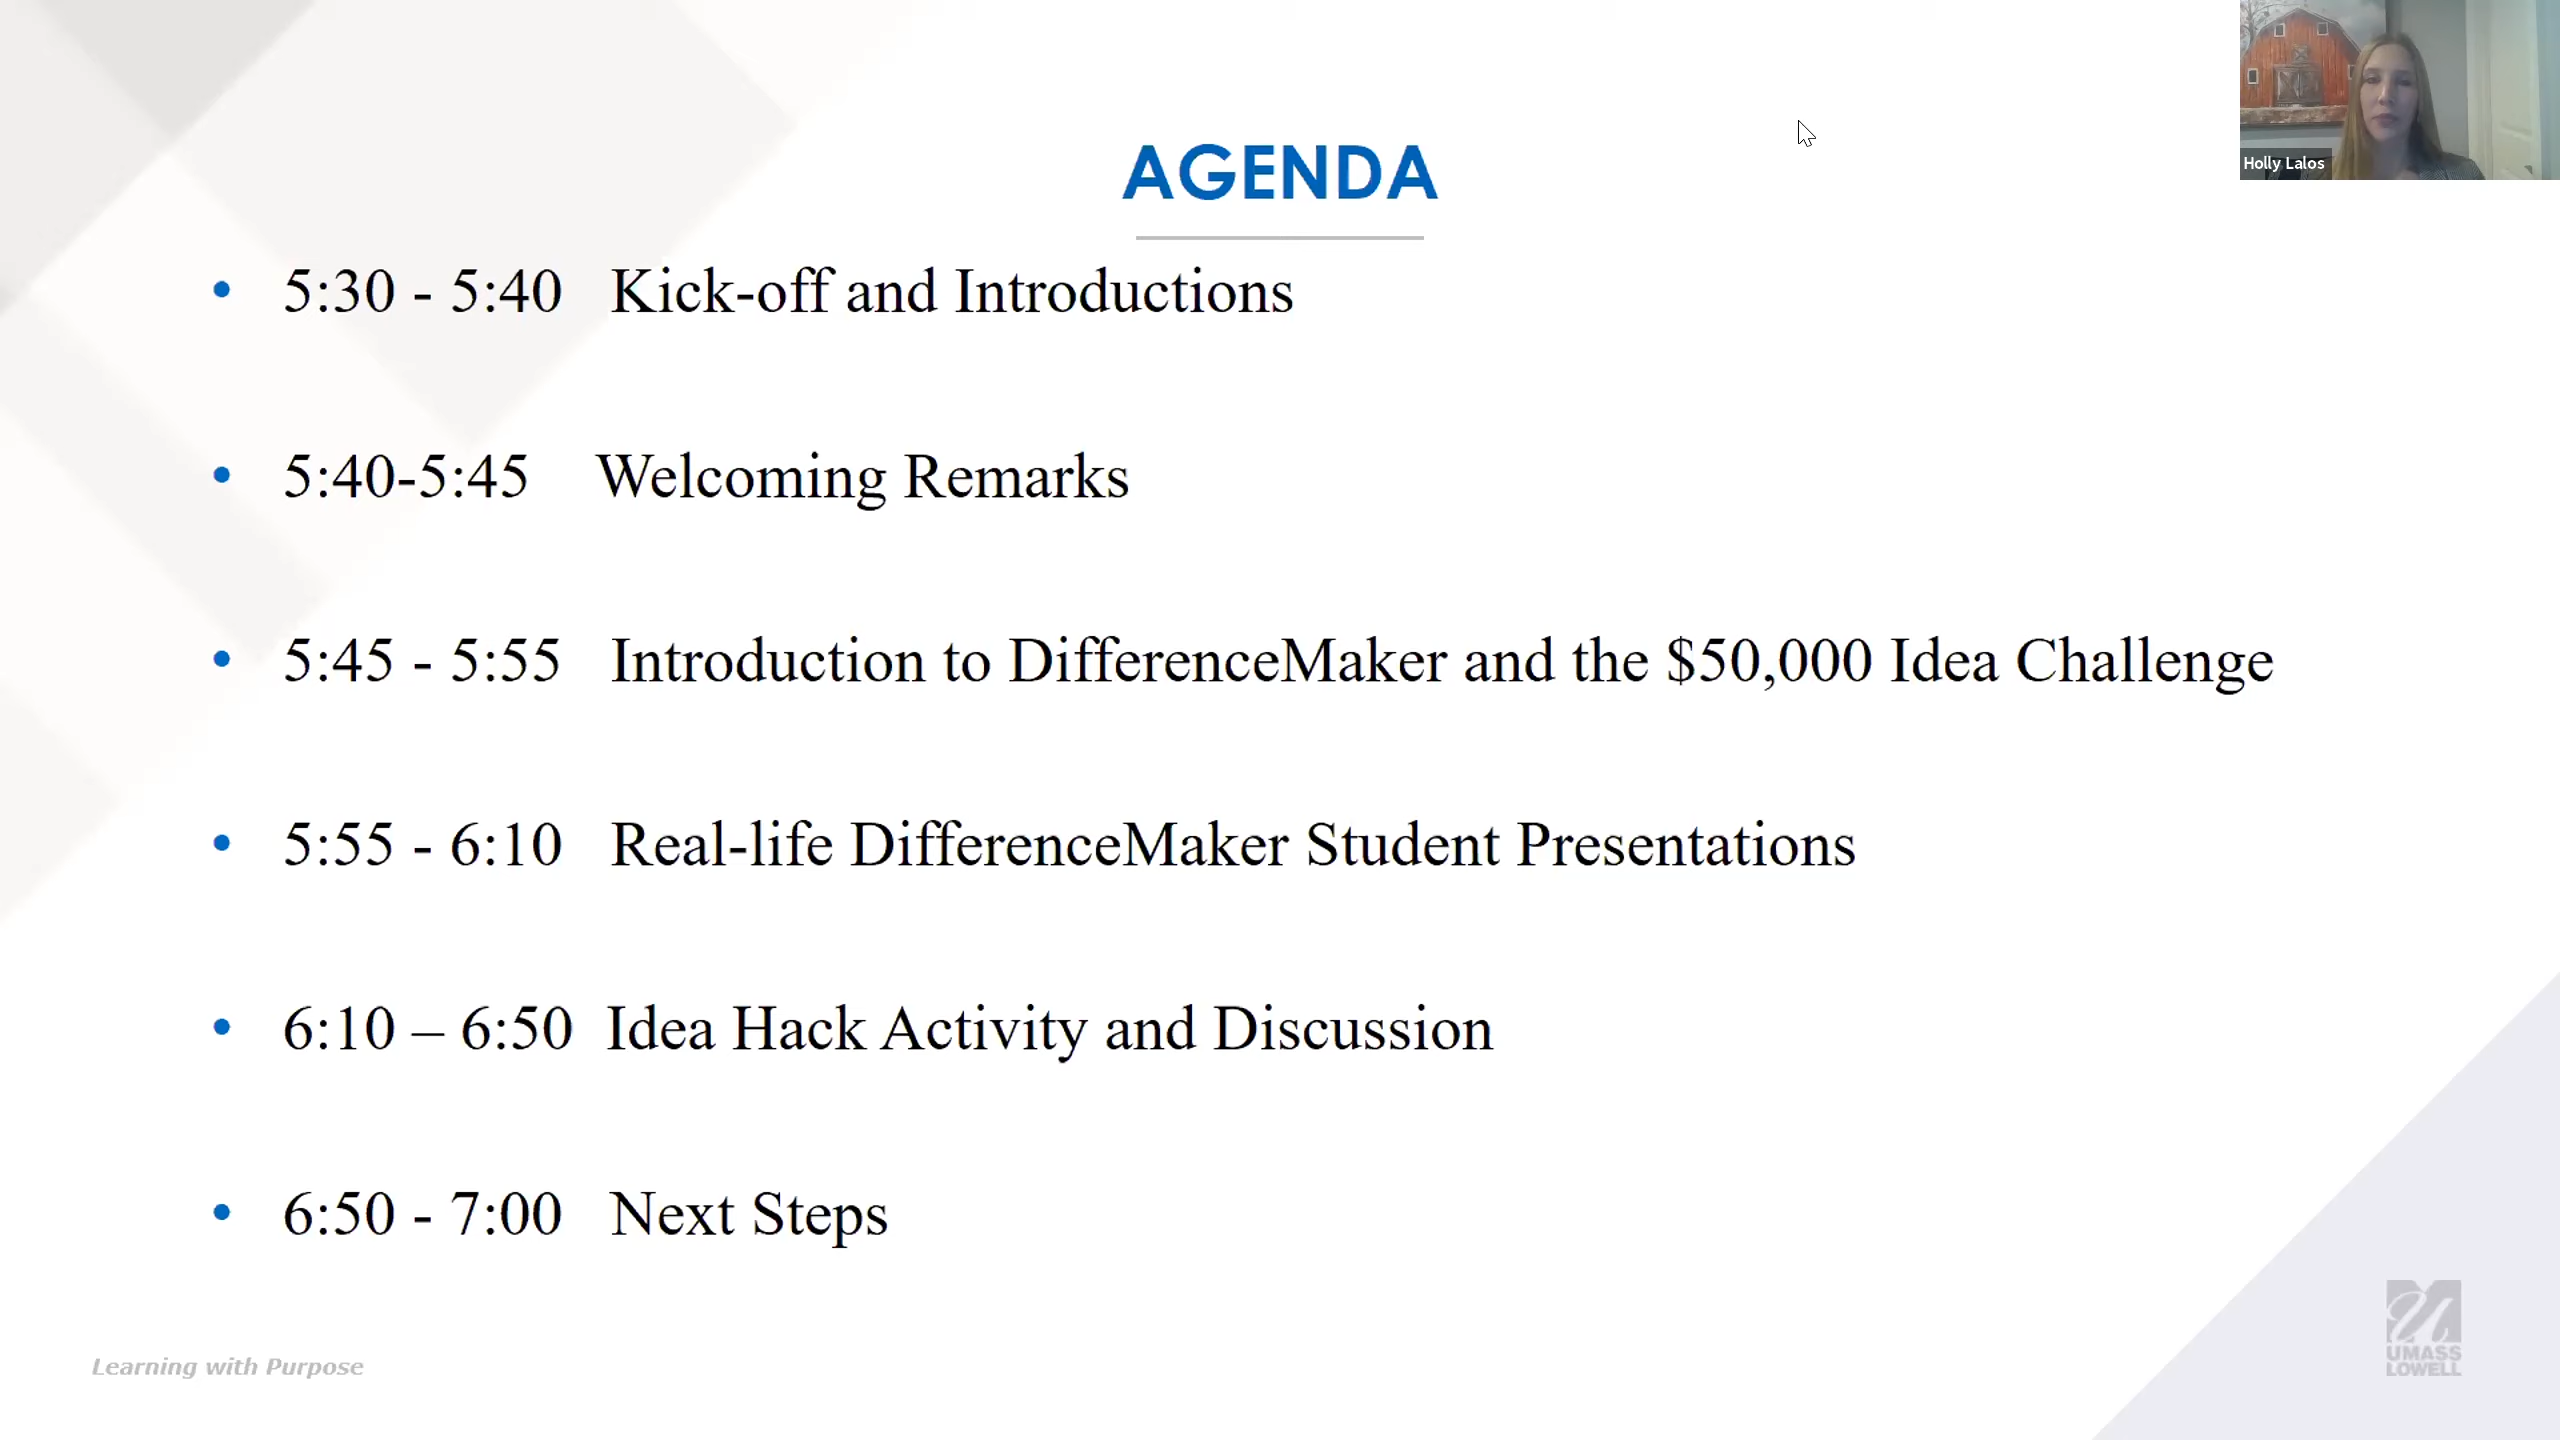 AGENDA
Holly Lalos
• 5:30 - 5:40 Kick-off and Introductions
• 5:40-5:45 Welcoming Remarks
• 5:45 - 5:55 Introduction to DifferenceMaker and the $50,000 Idea Challenge
• 5:55 - 6:10 Real-life DifferenceMaker Student Presentations
• 6:10 – 6:50 Idea Hack Activity and Discussion
• 6:50 - 7:00 Next Steps
Learning with Purpose
UMASS
LOWELL